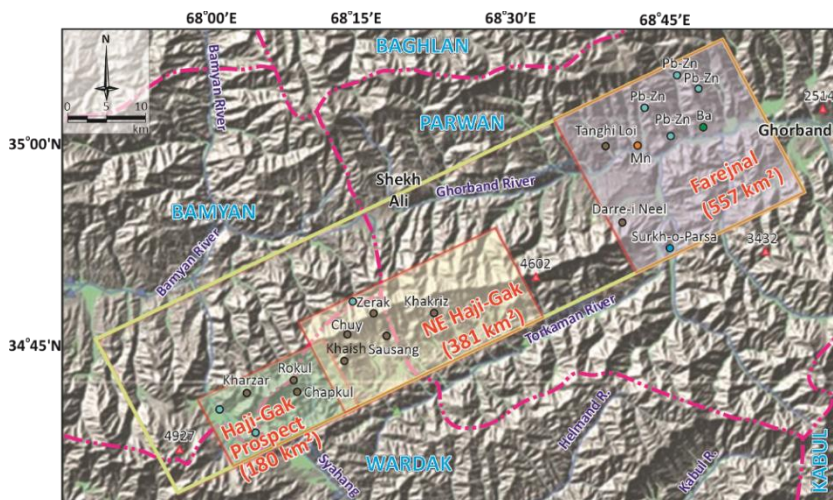 68°00'E
68°15'E
68°30'E
68°45'E
N
0 5 10
km
BAGHLAN
Bamyan River
Pb-Zn
Pb-Zn
2514
Pb-Zn
Pb-Zn
Ba
35°00'N
PARWAN
Tanghi Loi
Mn
Ghorband
Shekh
Ali
Ghorband River
Farejnal
(557 km²)
BAMYAN
Darre-i Neel
Surkh-o-Parsa
3432
Bamyan River
4602
Zerak
Khakriz
NE Haji-Gak
(381 km²)
Torkaman River
34°45'N
Chuy
Khaish
Sausang
Rokul
Kharzar
Chapkul
Hajj-Gak
Prospect
(180 km²)
4927
Syahang
WARDAK
Helmand R.
Kabul R.
KABUL